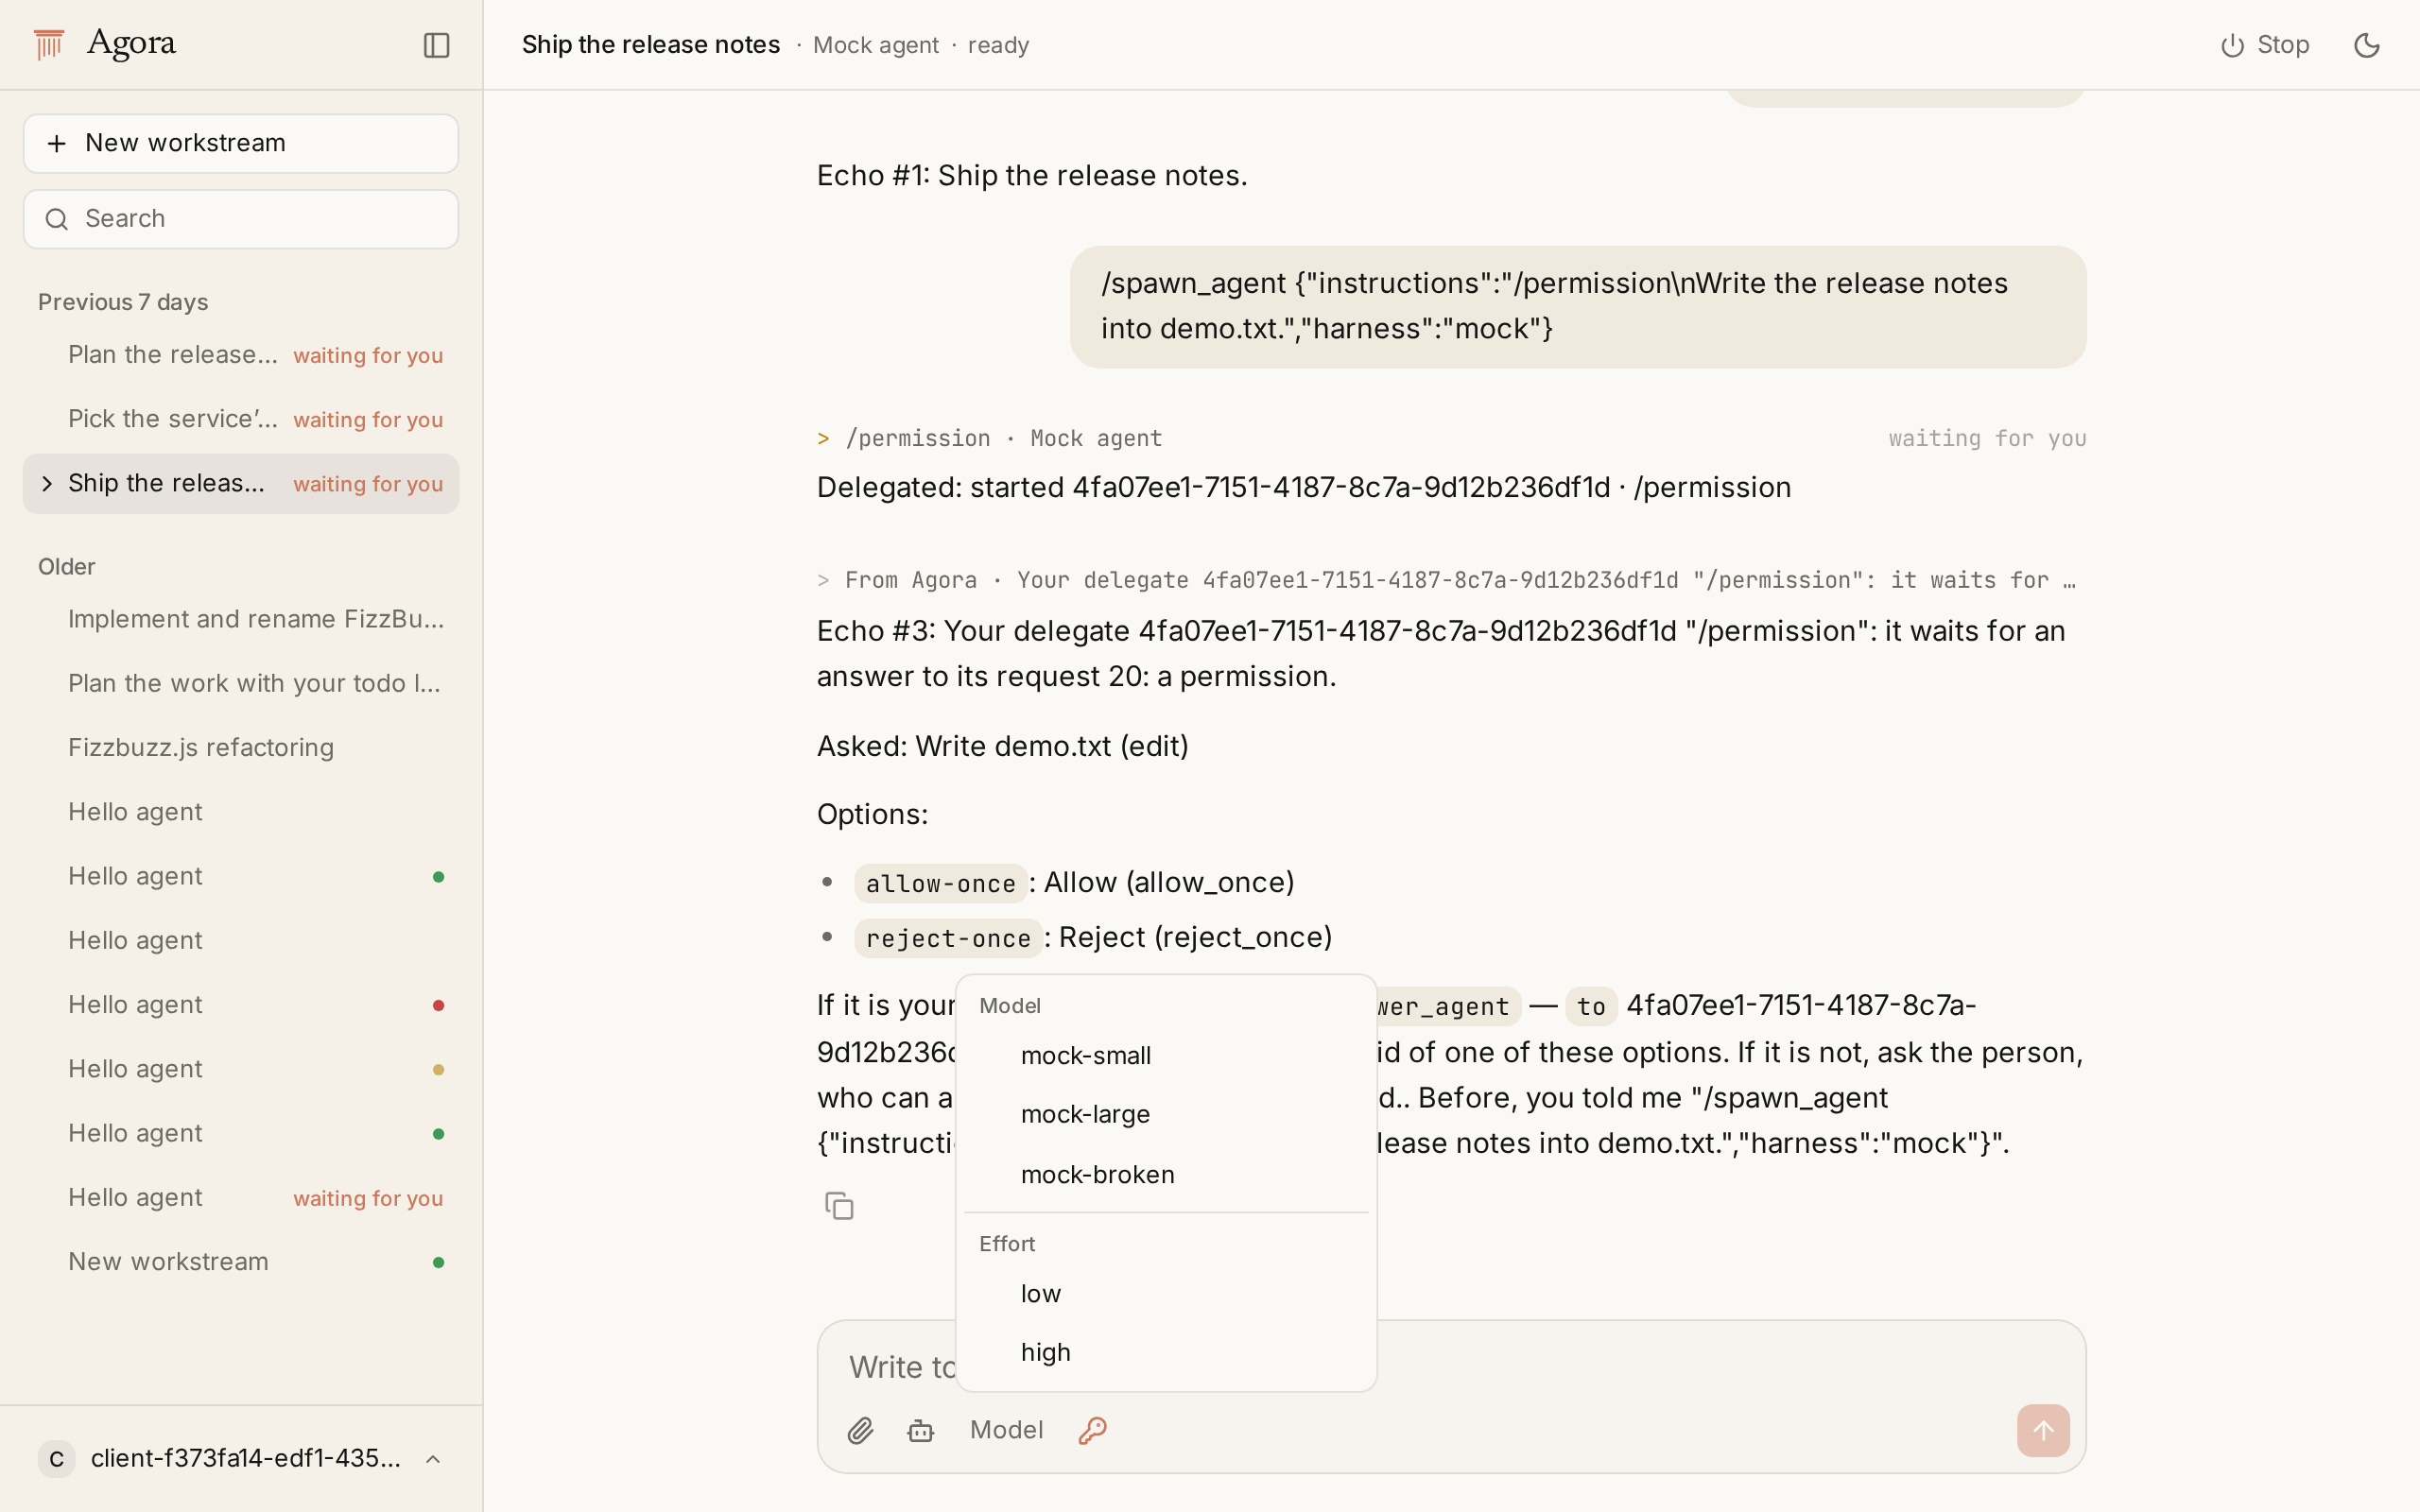 Agora
New workstream
Search
Previous 7 days
Plan the release... waiting for you
Pick the service’... waiting for you
Ship the releas... waiting for you
Older
Implement and rename FizzBu...
Plan the work with your todo l...
Fizzbuzz.js refactoring
Hello agent
Hello agent
Hello agent
Hello agent
Hello agent
Hello agent
Hello agent waiting for you
New workstream
C client-f373fa14-edf1-435...
Ship the release notes · Mock agent · ready
Stop
Echo #1: Ship the release notes.
/spawn_agent {"instructions":"/permission\nWrite the release notes
into demo.txt.","harness":"mock"}
> /permission · Mock agent waiting for you
Delegated: started 4fa07ee1-7151-4187-8c7a-9d12b236df1d · /permission
> From Agora · Your delegate 4fa07ee1-7151-4187-8c7a-9d12b236df1d "/permission": it waits for …
Echo #3: Your delegate 4fa07ee1-7151-4187-8c7a-9d12b236df1d "/permission": it waits for an
answer to its request 20: a permission.
Asked: Write demo.txt (edit)
Options:
• allow-once: Allow (allow_once)
• reject-once: Reject (reject_once)
If it is your wer_agent — to 4fa07ee1-7151-4187-8c7a-
9d12b236 id of one of these options. If it is not, ask the person,
who can a d.. Before, you told me "/spawn_agent
{"instructi lease notes into demo.txt.","harness":"mock"}".
Model
mock-small
mock-large
mock-broken
Effort
low
high
Write to
Model